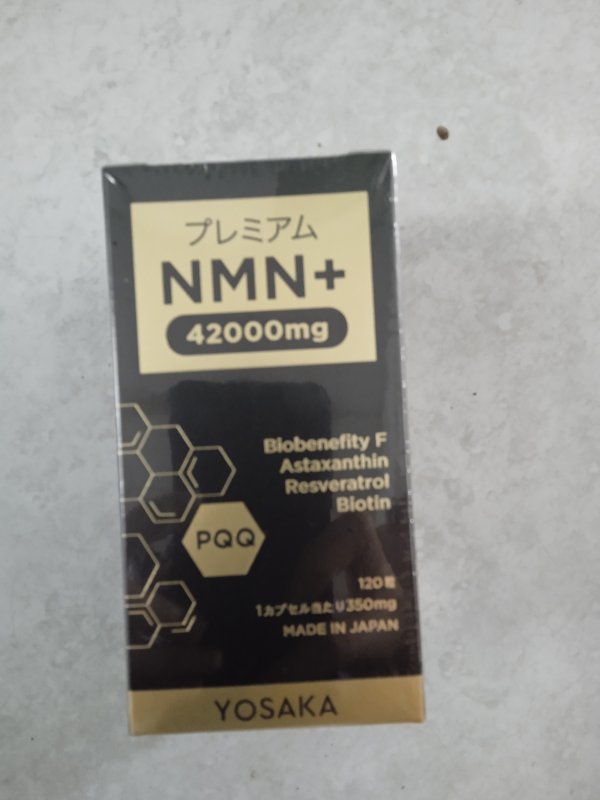 プレミアム
NMN+
42000mg
Biobenefity F
Astaxanthin
Resveratrol
Biotin
PQQ
120粒
1カプセル当たり350mg
MADE IN JAPAN
YOSAKA